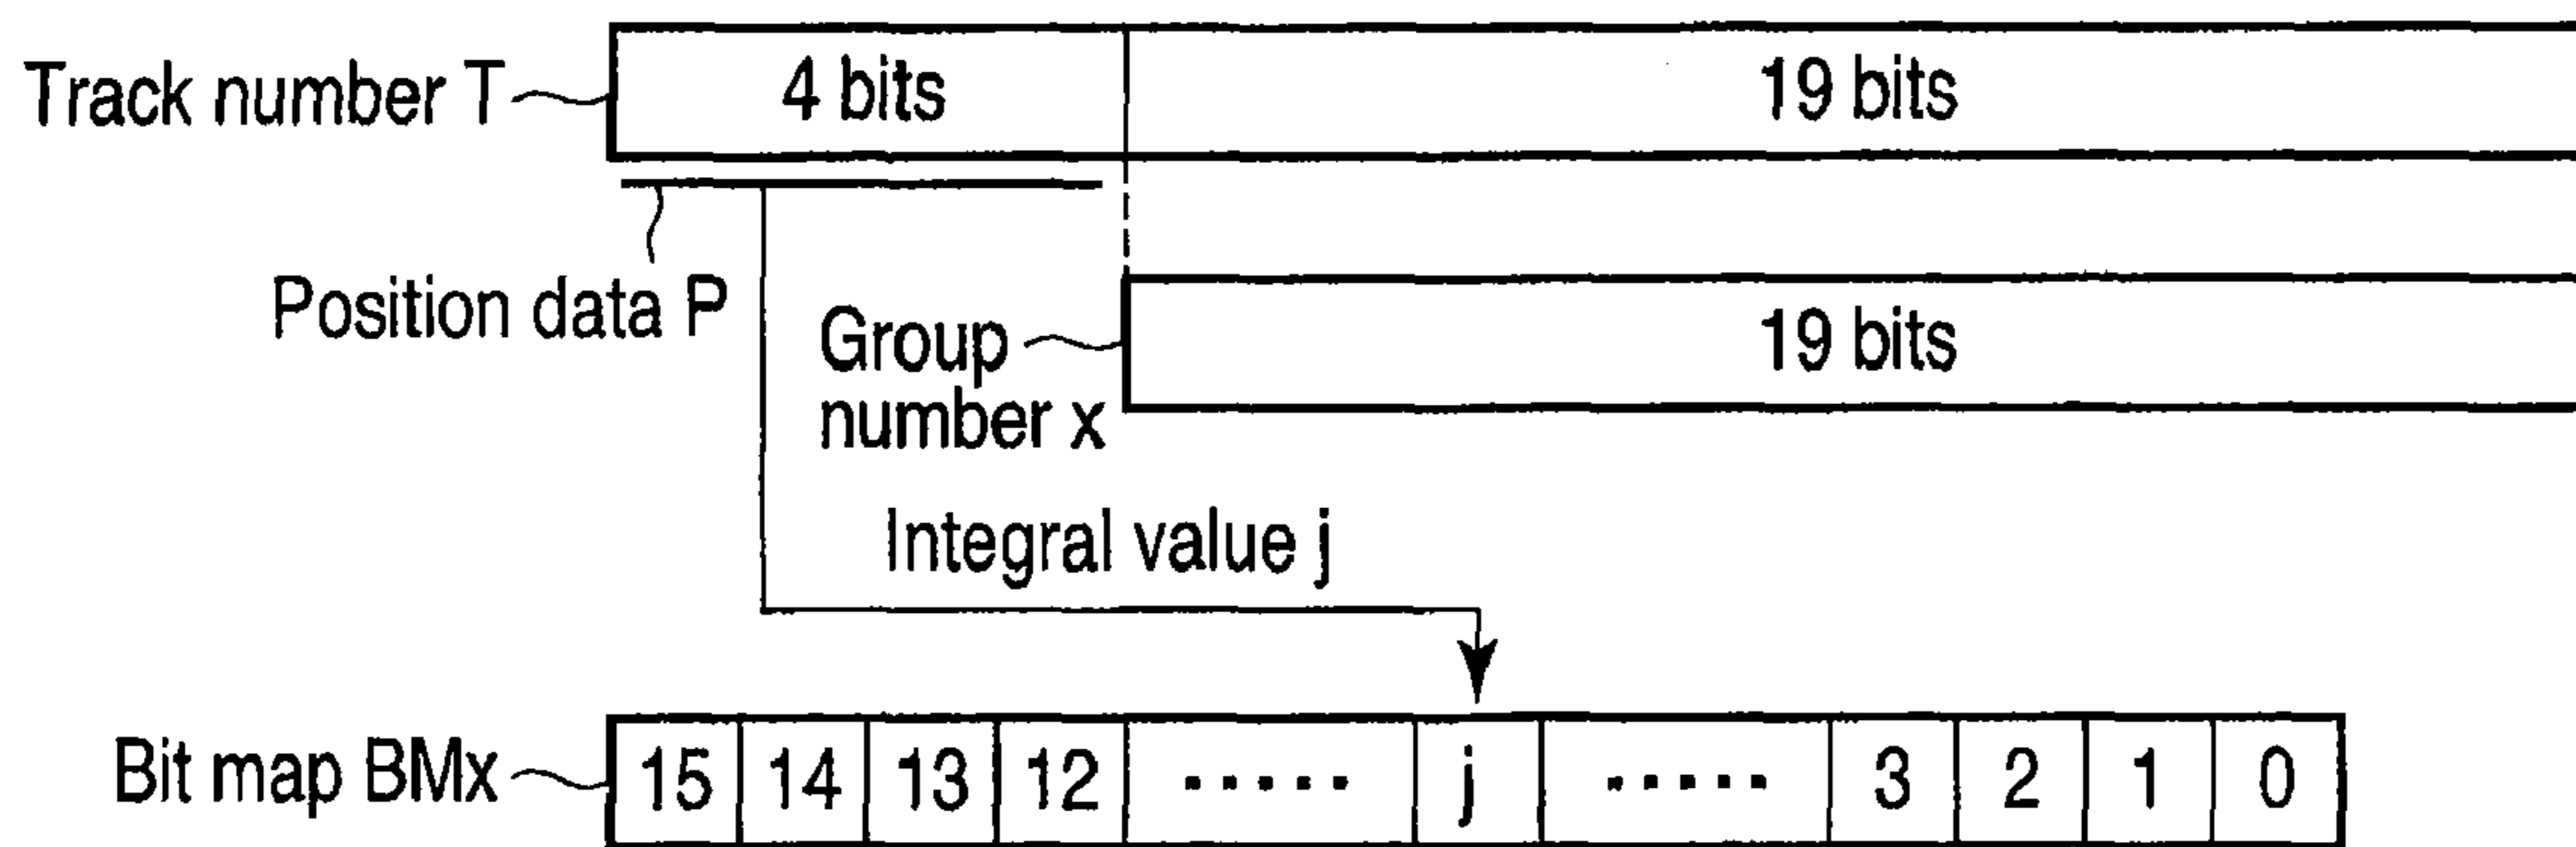 Track number T
4 bits
19 bits
Position data P
Group
number x
19 bits
Integral value j
Bit map BMx
15 14 13 12 ..... j ..... 3 2 1 0